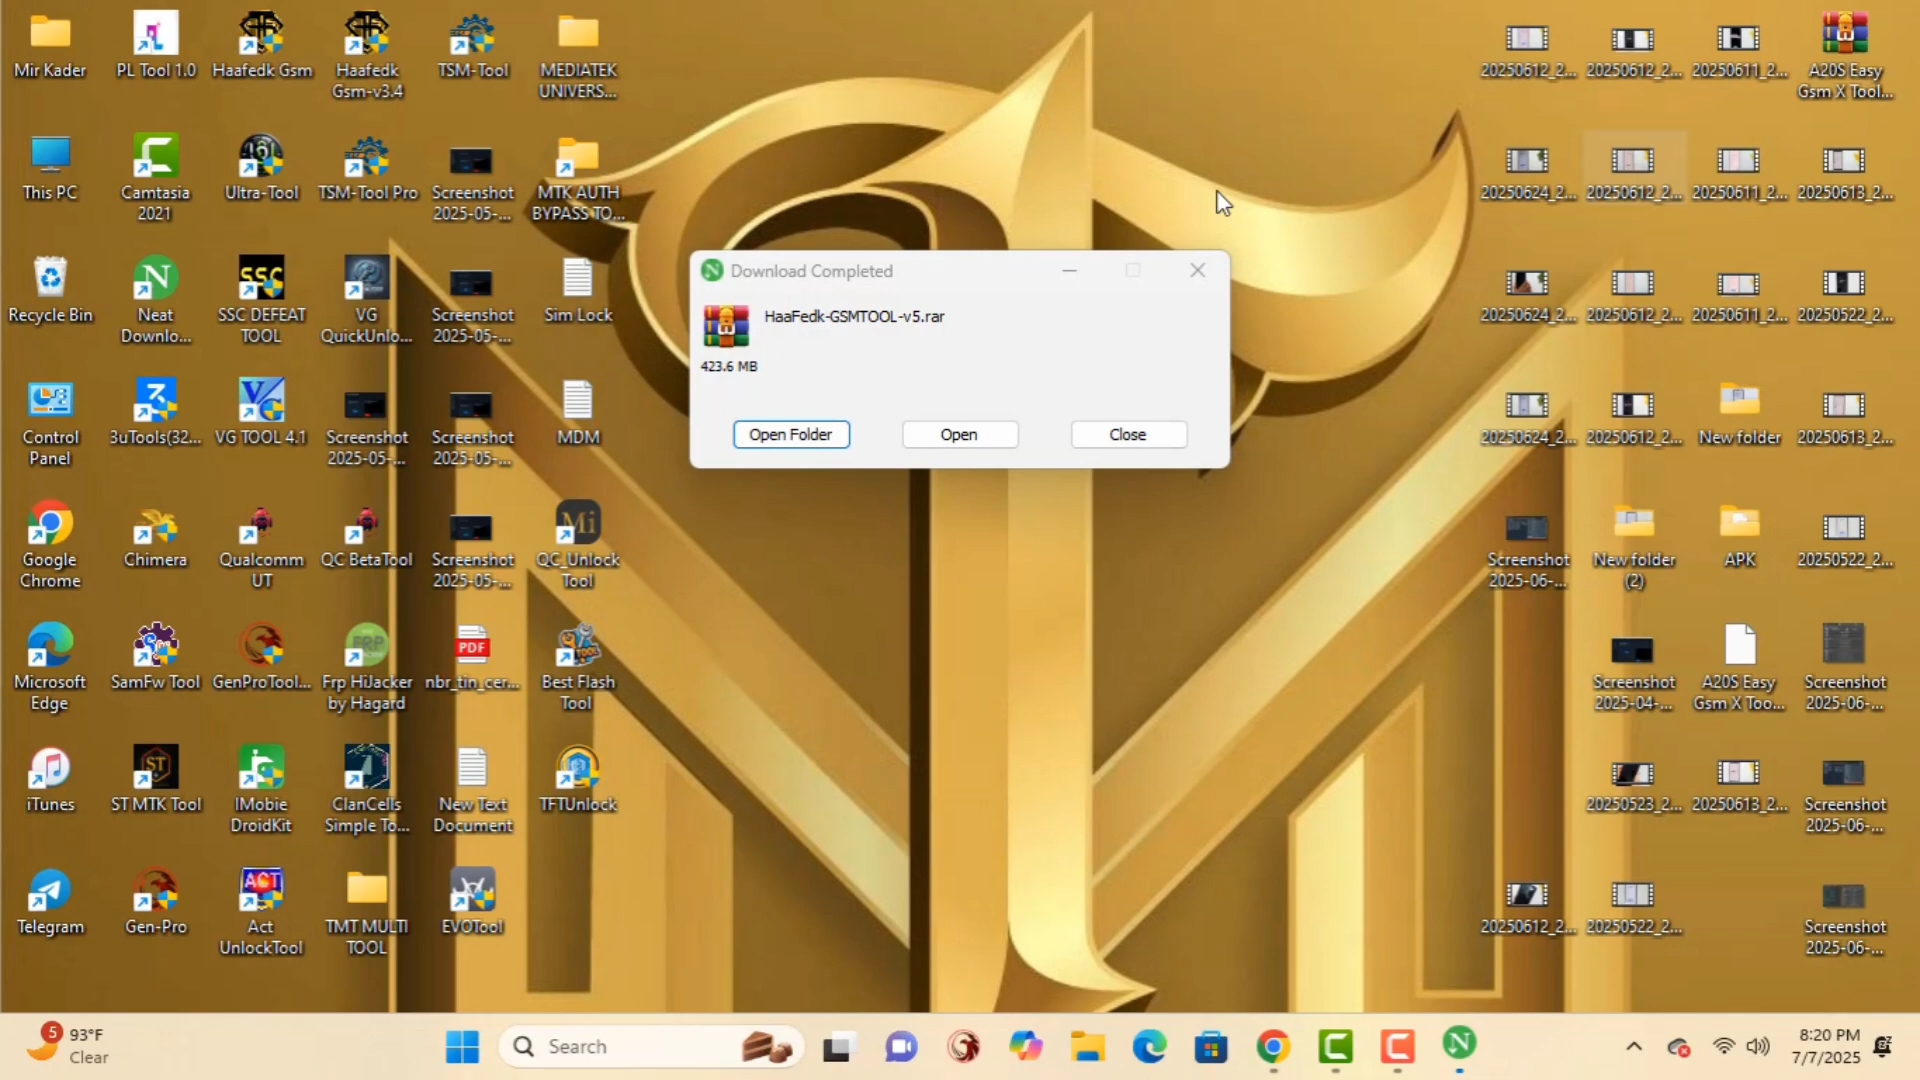 Mir Kader
PL Tool 1.0
Haafedk Gsm
Haafedk
Gsm-v3.4
TSM-Tool
MEDIATEK
UNIVERS...
20250612_2...
20250612_2...
20250611_2...
A20S Easy
Gsm X Tool...
This PC
Camtasia
2021
Ultra-Tool
TSM-Tool Pro
Screenshot
2025-05-...
MTK AUTH
BYPASS TO...
20250624_2...
20250612_2...
20250611_2...
20250613_2...
Download Completed
HaaFedk-GSMTOOL-v5.rar
423.6 MB
Open Folder
Open
Close
Recycle Bin
Neat
Downlo...
SSC
SSC DEFEAT
TOOL
VG
QuickUnlo...
Screenshot
2025-05-...
Sim Lock
20250624_2...
20250612_2...
20250611_2...
20250522_2...
Control
Panel
3uTools(32...
VG TOOL 4.1
Screenshot
2025-05-...
Screenshot
2025-05-...
MDM
20250624_2...
20250612_2...
New folder
20250613_2...
Google
Chrome
Chimera
Qualcomm
UT
QC BetaTool
Screenshot
2025-05-...
Mi
QC_Unlock
Tool
Screenshot
2025-06-...
New folder
(2)
APK
20250522_2...
Microsoft
Edge
SamFw Tool
GenProTool...
FRP
Frp HiJacker
by Hagard
PDF
nbr_tin_cer...
Best Flash
Tool
Screenshot
2025-04-...
A20S Easy
Gsm X Too...
Screenshot
2025-06-...
iTunes
ST
ST MTK Tool
IMobie
DroidKit
ClanCells
Simple To...
New Text
Document
TFTUnlock
20250523_2...
20250613_2...
Screenshot
2025-06-...
Telegram
Gen-Pro
ACT
Act
UnlockTool
TMT MULTI
TOOL
EVOTool
20250612_2...
20250522_2...
Screenshot
2025-06-...
5
93°F
Clear
Search
8:20 PM
7/7/2025